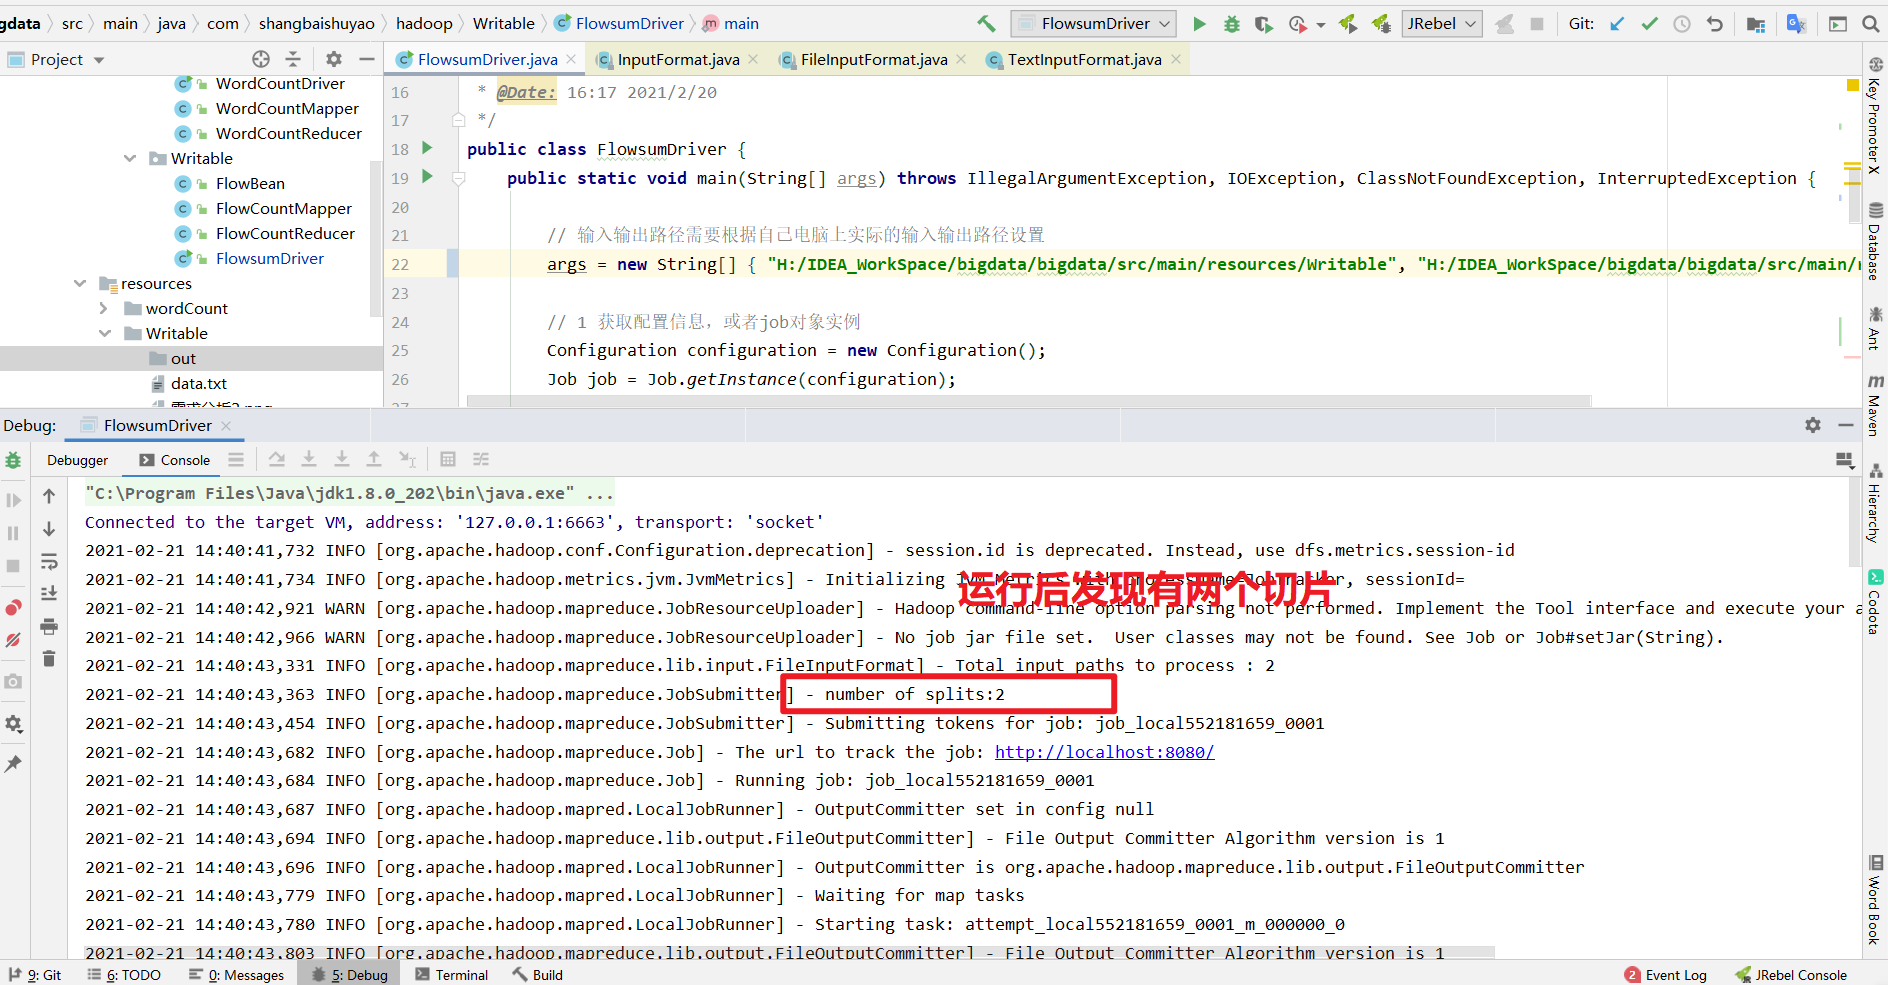 gdata src main java com shangbaishuyao hadoop Writable FlowsumDriver main FlowsumDriver JRebel Git:
Project FlowsumDriver.java InputFormat.java FileInputFormat.java TextInputFormat.java
WordCountDriver
WordCountMapper
WordCountReducer
Writable
FlowBean
FlowCountMapper
FlowCountReducer
FlowsumDriver
resources
wordCount
Writable
out
data.txt
16 * @Date: 16:17 2021/2/20
17 */
18 public class FlowsumDriver {
19 public static void main(String[] args) throws IllegalArgumentException, IOException, ClassNotFoundException, InterruptedException {
20
21 // 输入输出路径需要根据自己电脑上实际的输入输出路径设置
22 args = new String[] { "H:/IDEA_WorkSpace/bigdata/bigdata/src/main/resources/Writable", "H:/IDEA_WorkSpace/bigdata/bigdata/src/main/r
23
24 // 1 获取配置信息，或者job对象实例
25 Configuration configuration = new Configuration();
26 Job job = Job.getInstance(configuration);
Key Promoter X
Database
Ant
Maven
Hierarchy
Codota
Word Book
Debug: FlowsumDriver
Debugger Console
"C:\Program Files\Java\jdk1.8.0_202\bin\java.exe" ...
Connected to the target VM, address: '127.0.0.1:6663', transport: 'socket'
2021-02-21 14:40:41,732 INFO [org.apache.hadoop.conf.Configuration.deprecation] - session.id is deprecated. Instead, use dfs.metrics.session-id
2021-02-21 14:40:41,734 INFO [org.apache.hadoop.metrics.jvm.JvmMetrics] - Initializing JVM Metrics with processName=JobTracker, sessionId=
运行后发现有两个切片
2021-02-21 14:40:42,921 WARN [org.apache.hadoop.mapreduce.JobResourceUploader] - Hadoop command-line option parsing not performed. Implement the Tool interface and execute your a
2021-02-21 14:40:42,966 WARN [org.apache.hadoop.mapreduce.JobResourceUploader] - No job jar file set.  User classes may not be found. See Job or Job#setJar(String).
2021-02-21 14:40:43,331 INFO [org.apache.hadoop.mapreduce.lib.input.FileInputFormat] - Total input paths to process : 2
2021-02-21 14:40:43,363 INFO [org.apache.hadoop.mapreduce.JobSubmitter] - number of splits:2
2021-02-21 14:40:43,454 INFO [org.apache.hadoop.mapreduce.JobSubmitter] - Submitting tokens for job: job_local552181659_0001
2021-02-21 14:40:43,682 INFO [org.apache.hadoop.mapreduce.Job] - The url to track the job: http://localhost:8080/
2021-02-21 14:40:43,684 INFO [org.apache.hadoop.mapreduce.Job] - Running job: job_local552181659_0001
2021-02-21 14:40:43,687 INFO [org.apache.hadoop.mapred.LocalJobRunner] - OutputCommitter set in config null
2021-02-21 14:40:43,694 INFO [org.apache.hadoop.mapreduce.lib.output.FileOutputCommitter] - File Output Committer Algorithm version is 1
2021-02-21 14:40:43,696 INFO [org.apache.hadoop.mapred.LocalJobRunner] - OutputCommitter is org.apache.hadoop.mapreduce.lib.output.FileOutputCommitter
2021-02-21 14:40:43,779 INFO [org.apache.hadoop.mapred.LocalJobRunner] - Waiting for map tasks
2021-02-21 14:40:43,780 INFO [org.apache.hadoop.mapred.LocalJobRunner] - Starting task: attempt_local552181659_0001_m_000000_0
2021-02-21 14:40:43,803 INFO [org.apache.hadoop.mapreduce.lib.output.FileOutputCommitter] - File Output Committer Algorithm version is 1
9: Git 6: TODO 0: Messages 5: Debug Terminal Build 2 Event Log JRebel Console